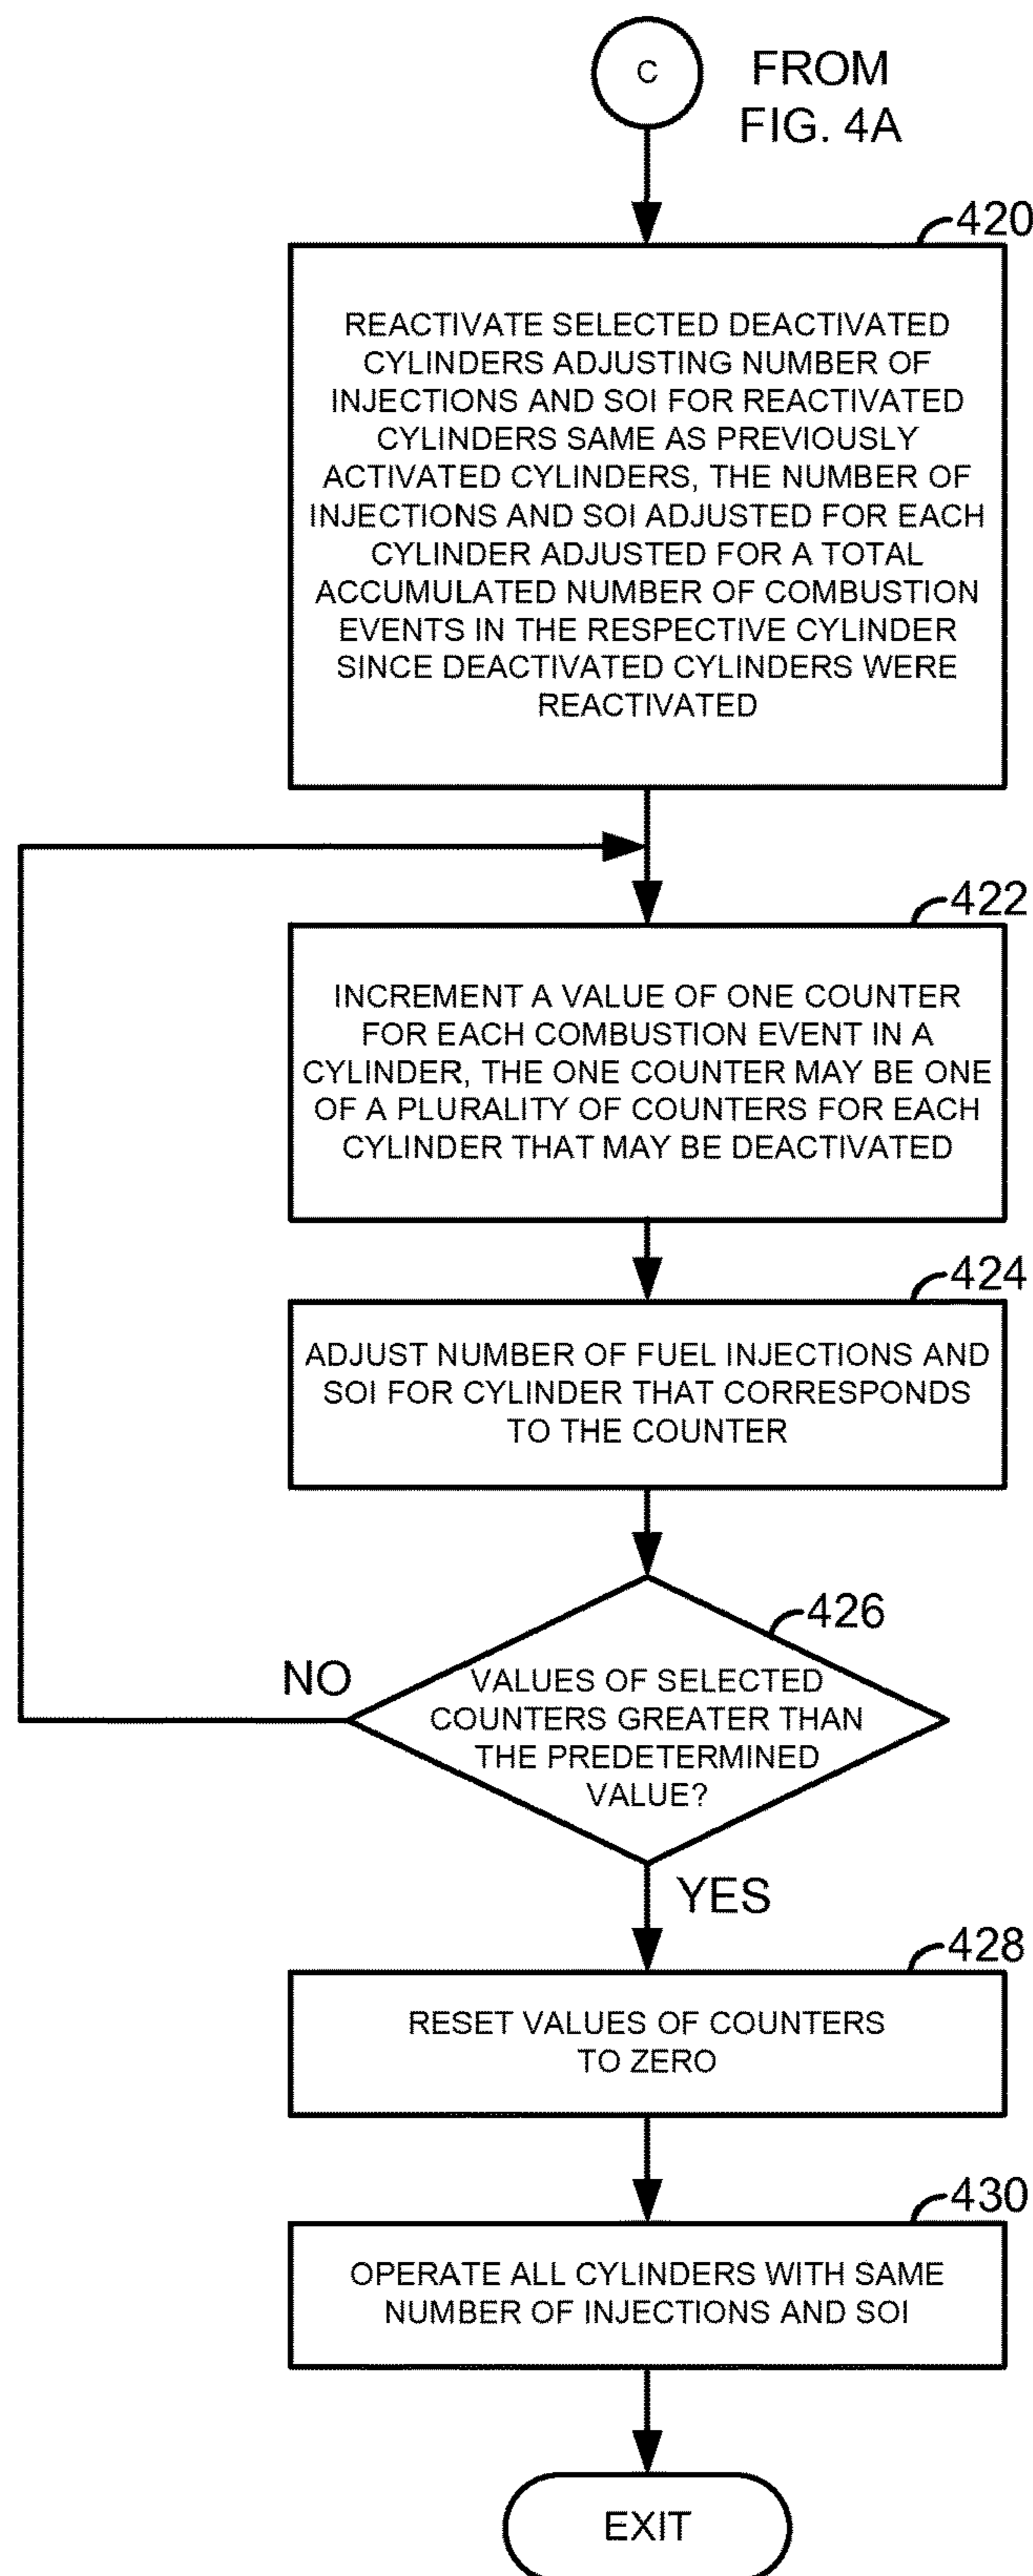 C
FROM
FIG. 4A
420
REACTIVATE SELECTED DEACTIVATED
CYLINDERS ADJUSTING NUMBER OF
INJECTIONS AND SOI FOR REACTIVATED
CYLINDERS SAME AS PREVIOUSLY
ACTIVATED CYLINDERS, THE NUMBER OF
INJECTIONS AND SOI ADJUSTED FOR EACH
CYLINDER ADJUSTED FOR A TOTAL
ACCUMULATED NUMBER OF COMBUSTION
EVENTS IN THE RESPECTIVE CYLINDER
SINCE DEACTIVATED CYLINDERS WERE
REACTIVATED
422
INCREMENT A VALUE OF ONE COUNTER
FOR EACH COMBUSTION EVENT IN A
CYLINDER, THE ONE COUNTER MAY BE ONE
OF A PLURALITY OF COUNTERS FOR EACH
CYLINDER THAT MAY BE DEACTIVATED
424
ADJUST NUMBER OF FUEL INJECTIONS AND
SOI FOR CYLINDER THAT CORRESPONDS
TO THE COUNTER
426
NO
VALUES OF SELECTED
COUNTERS GREATER THAN
THE PREDETERMINED
VALUE?
YES
428
RESET VALUES OF COUNTERS
TO ZERO
430
OPERATE ALL CYLINDERS WITH SAME
NUMBER OF INJECTIONS AND SOI
EXIT